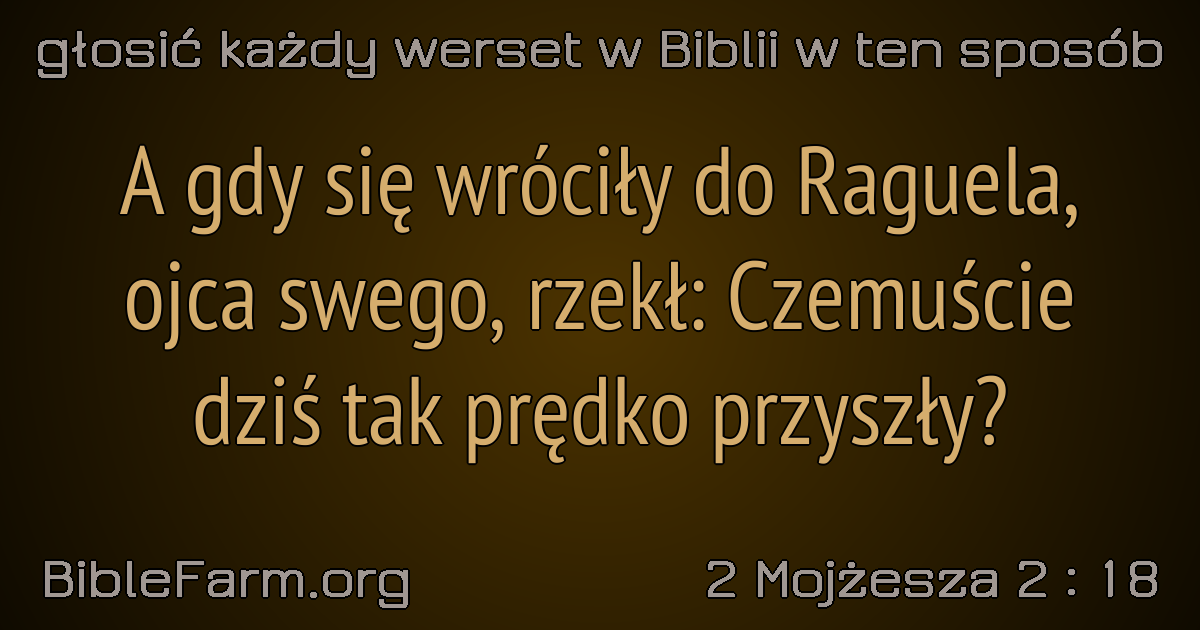 głosić każdy werset w Biblii w ten sposób
A gdy się wróciły do Raguela,
ojca swego, rzekł: Czemuście
dziś tak prędko przyszły?
BibleFarm.org
2 Mojżesza 2 : 18